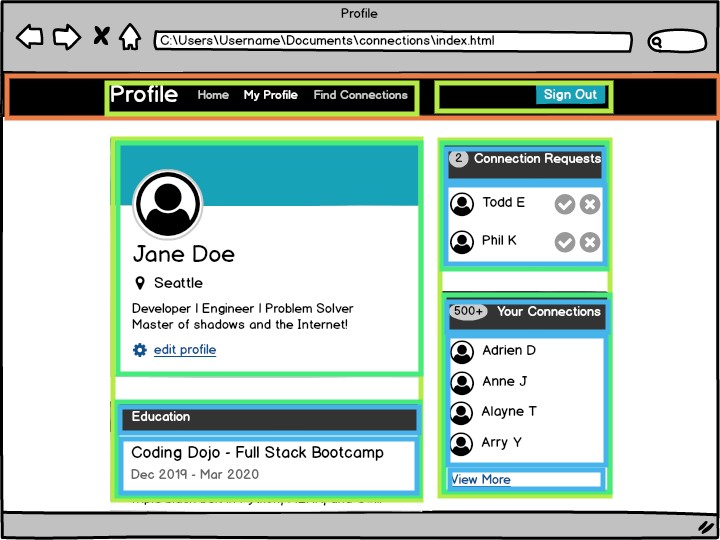 Profile
C:\Users\Username\Documents\connections\index.html
Profile Home My Profile Find Connections Sign Out
Jane Doe
Seattle
Developer | Engineer | Problem Solver
Master of shadows and the Internet!
edit profile
Education
Coding Dojo - Full Stack Bootcamp
Dec 2019 - Mar 2020
2 Connection Requests
Todd E
Phil K
500+ Your Connections
Adrien D
Anne J
Alayne T
Arry Y
View More